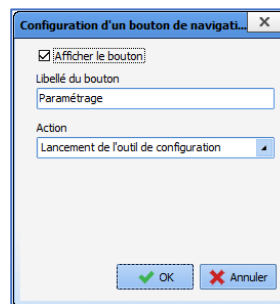 Configuration d'un bouton de navigati...
Afficher le bouton
Libellé du bouton
Paramétrage
Action
Lancement de l'outil de configuration
OK
Annuler